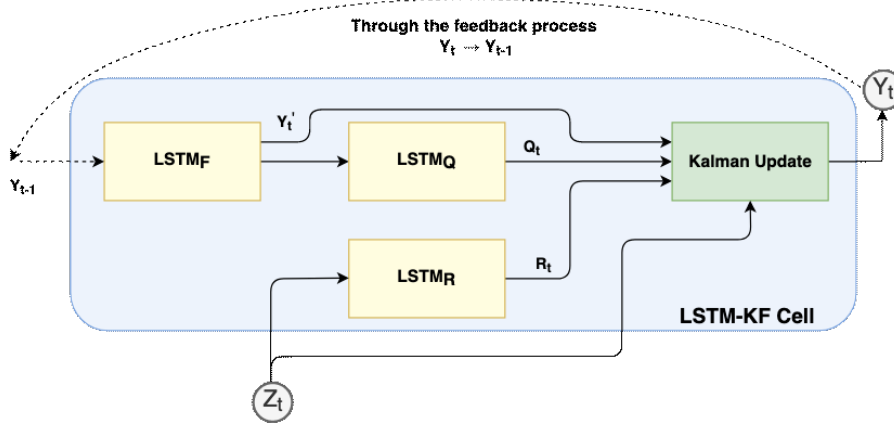 Through the feedback process
Yt → Yt-1
Yt
Yt'
LSTMF
LSTMQ
Qt
Kalman Update
Yt-1
LSTMR
Rt
LSTM-KF Cell
Zt